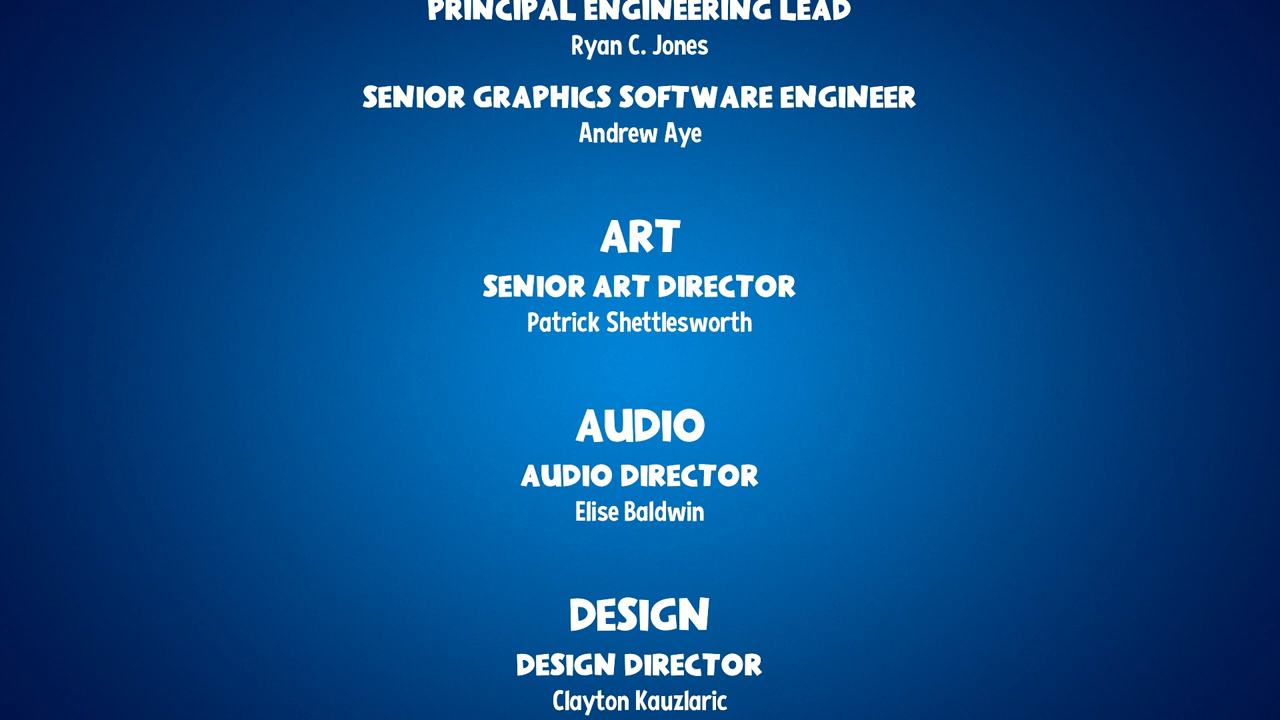 PRINCIPAL ENGINEERING LEAD
Ryan C. Jones
SENIOR GRAPHICS SOFTWARE ENGINEER
Andrew Aye
ART
SENIOR ART DIRECTOR
Patrick Shettlesworth
AUDIO
AUDIO DIRECTOR
Elise Baldwin
DESIGN
DESIGN DIRECTOR
Clayton Kauzlaric